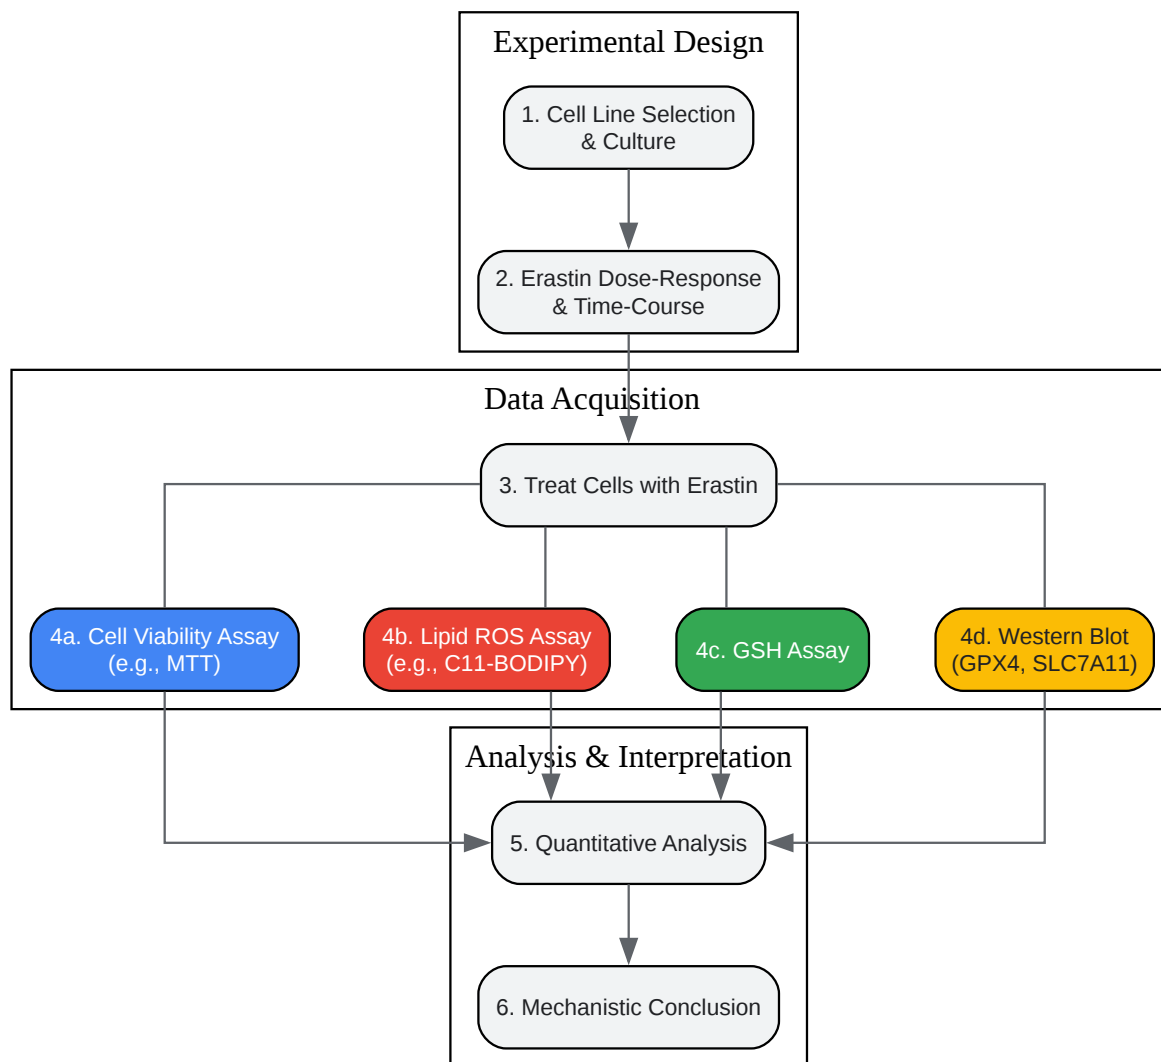 Experimental Design
1. Cell Line Selection
& Culture
2. Erastin Dose-Response
& Time-Course
Data Acquisition
3. Treat Cells with Erastin
4a. Cell Viability Assay
(e.g., MTT)
4b. Lipid ROS Assay
(e.g., C11-BODIPY)
4c. GSH Assay
4d. Western Blot
(GPX4, SLC7A11)
Analysis & Interpretation
5. Quantitative Analysis
6. Mechanistic Conclusion